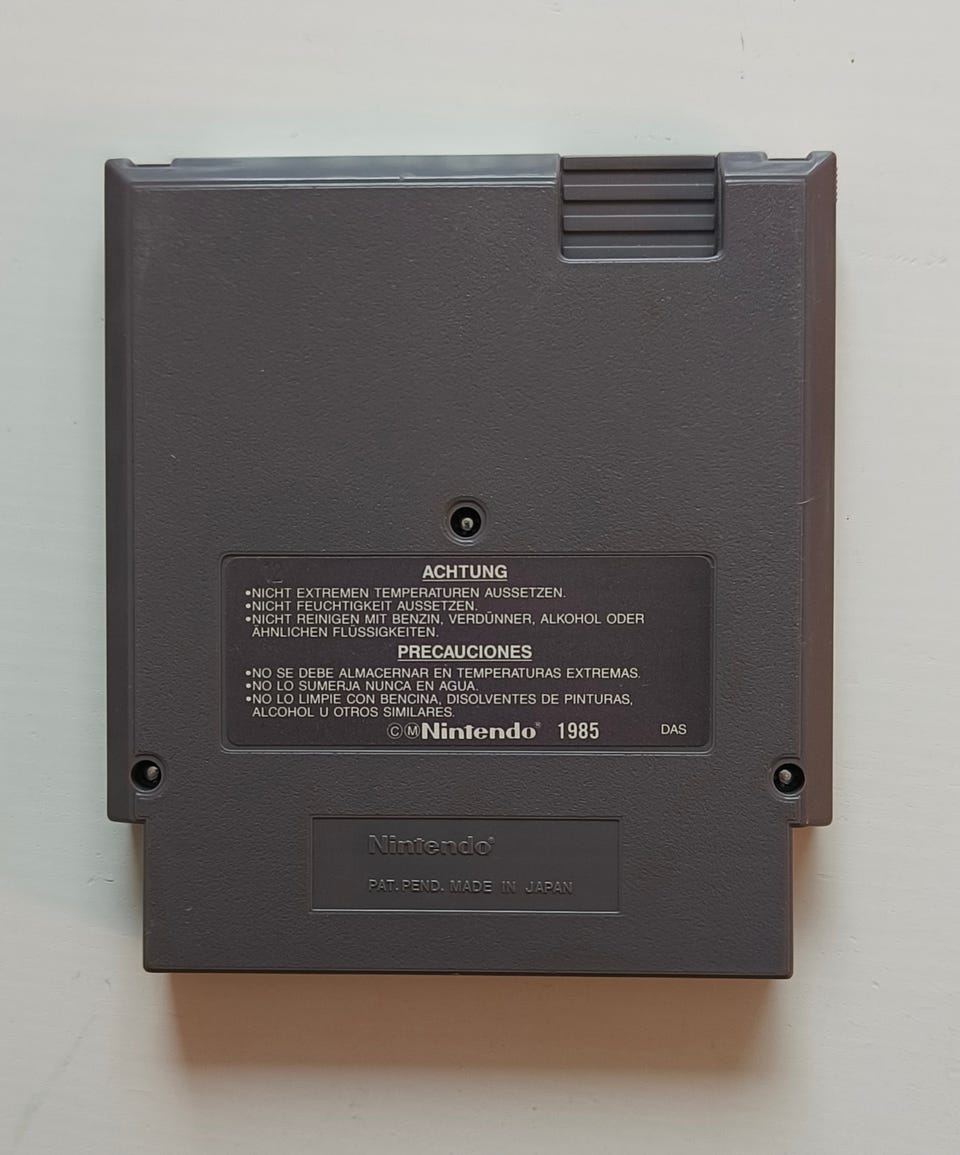 ACHTUNG
•NICHT EXTREMEN TEMPERATUREN AUSSETZEN.
•NICHT FEUCHTIGKEIT AUSSETZEN.
•NICHT REINIGEN MIT BENZIN, VERDÜNNER, ALKOHOL ODER
ÄHNLICHEN FLÜSSIGKEITEN.
PRECAUCIONES
•NO SE DEBE ALMACERNAR EN TEMPERATURAS EXTREMAS.
•NO LO SUMERJA NUNCA EN AGUA.
•NO LO LIMPIE CON BENCINA, DISOLVENTES DE PINTURAS,
ALCOHOL U OTROS SIMILARES.
©ⓂNintendo® 1985 DAS
Nintendo®
PAT. PEND. MADE IN JAPAN